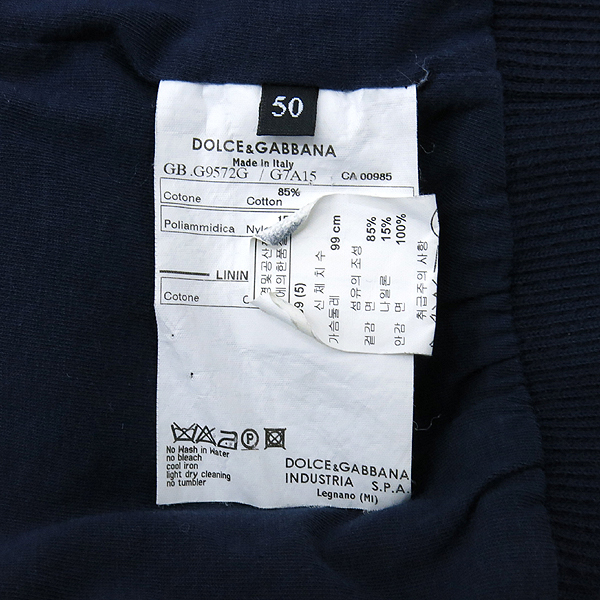 50
DOLCE&GABBANA
Made in Italy
GB.G9572G / G7A15 CA 00985
85%
Cotone Cotton
Poliammidica
LININ
Cotone
신 체 치 수
가슴둘레 99 cm
섬유의 조성
겉감 면 85%
나일론 15%
안감 면 100%
취급주의 사항
No Wash in Water
no bleach
cool iron
light dry cleaning
no tumbler
DOLCE&GABBANA
INDUSTRIA S.P.A.
Legnano (MI)